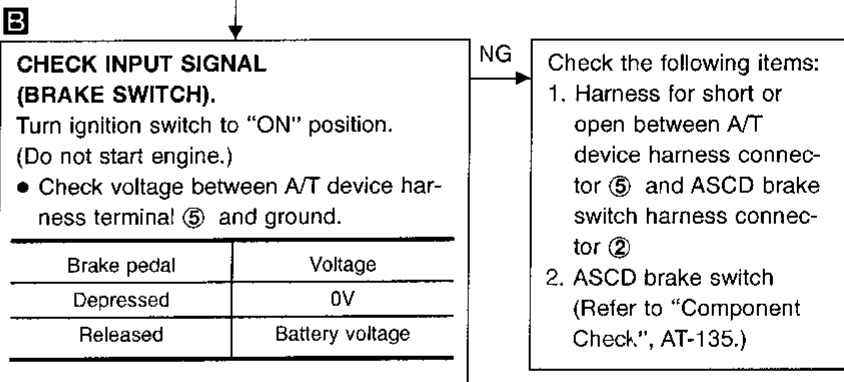 B
CHECK INPUT SIGNAL
(BRAKE SWITCH).
Turn ignition switch to “ON” position.
(Do not start engine.)
● Check voltage between A/T device har-
ness terminal ⑤ and ground.
Brake pedal Voltage
Depressed 0V
Released Battery voltage
NG
Check the following items:
1. Harness for short or
open between A/T
device harness connec-
tor ⑤ and ASCD brake
switch harness connec-
tor ②
2. ASCD brake switch
(Refer to “Component
Check”, AT-135.)